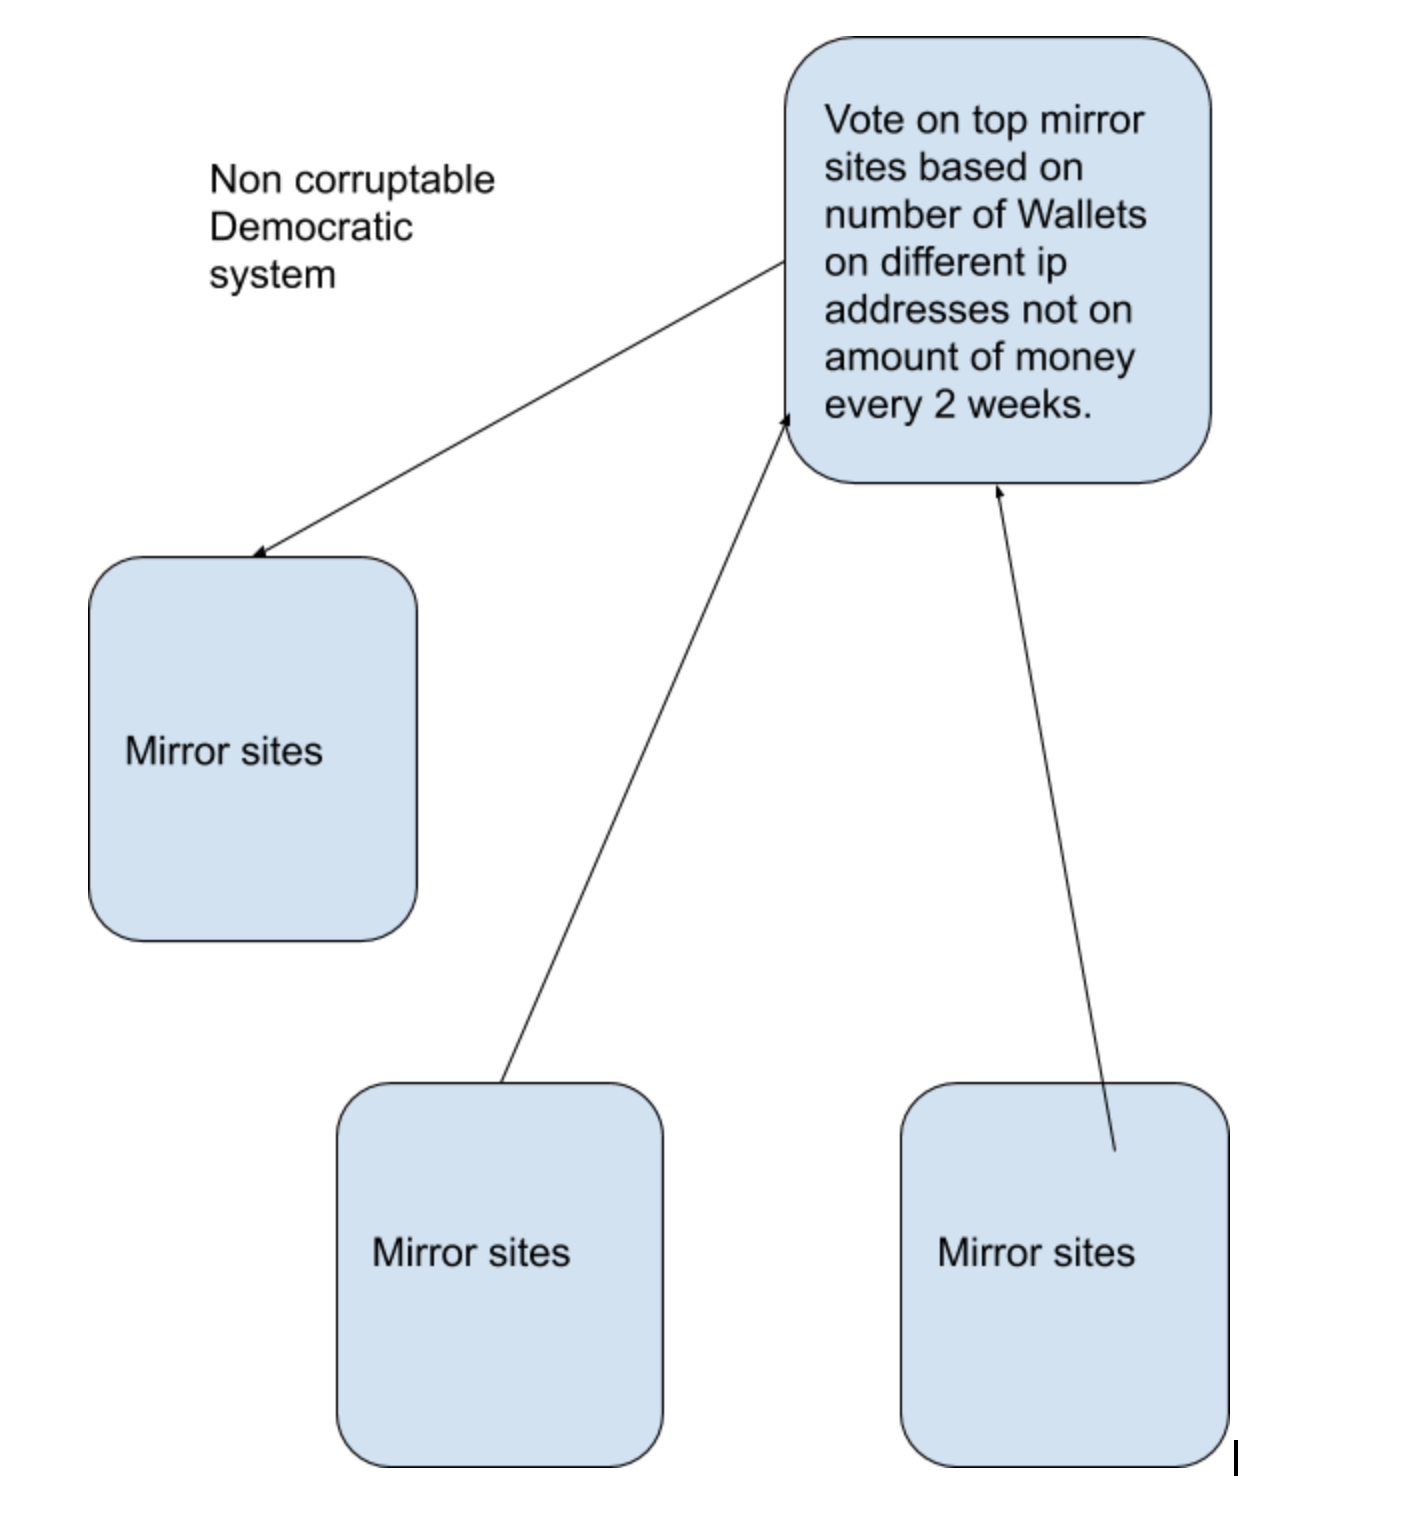 Non corruptable
Democratic
system
Vote on top mirror
sites based on
number of Wallets
on different ip
addresses not on
amount of money
every 2 weeks.
Mirror sites
Mirror sites
Mirror sites